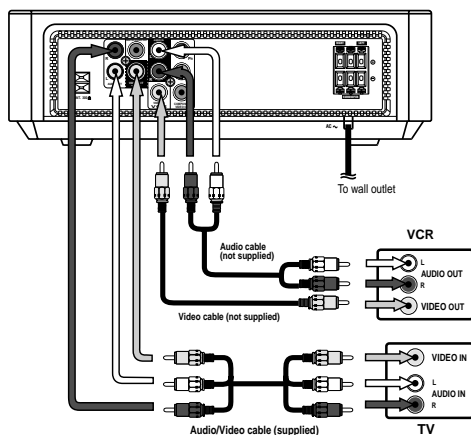 AC ~
To wall outlet
Audio cable
(not supplied)
Video cable (not supplied)
VCR
L
AUDIO OUT
R
VIDEO OUT
VIDEO IN
L
AUDIO IN
R
TV
Audio/Video cable (supplied)